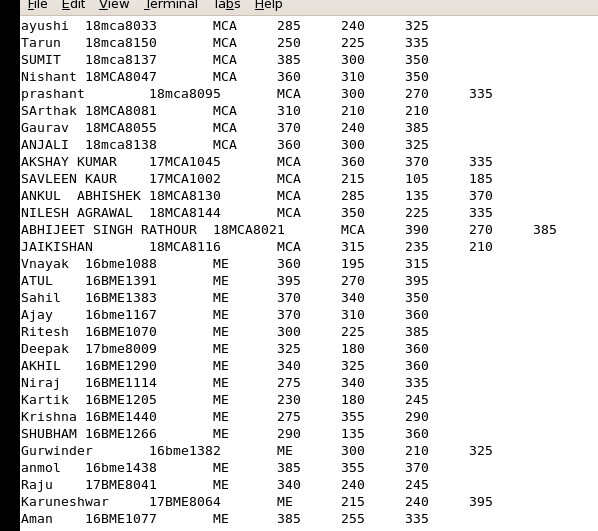 File Edit View Terminal Tabs Help
ayushi 18mca8033 MCA 285 240 325
Tarun 18mca8150 MCA 250 225 335
SUMIT 18mca8137 MCA 385 300 350
Nishant 18MCA8047 MCA 360 310 350
prashant 18mca8095 MCA 300 270 335
SArthak 18MCA8081 MCA 310 210 210
Gaurav 18MCA8055 MCA 370 240 385
ANJALI 18mca8138 MCA 360 300 325
AKSHAY KUMAR 17MCA1045 MCA 360 370 335
SAVLEEN KAUR 17MCA1002 MCA 215 105 185
ANKUL ABHISHEK 18MCA8130 MCA 285 135 370
NILESH AGRAWAL 18MCA8144 MCA 350 225 335
ABHIJEET SINGH RATHOUR 18MCA8021 MCA 390 270 385
JAIKISHAN 18MCA8116 MCA 315 235 210
Vnayak 16bme1088 ME 360 195 315
ATUL 16BME1391 ME 395 270 395
Sahil 16BME1383 ME 370 340 350
Ajay 16bme1167 ME 370 310 360
Ritesh 16BME1070 ME 300 225 385
Deepak 17bme8009 ME 325 180 360
AKHIL 16BME1290 ME 340 325 360
Niraj 16BME1114 ME 275 340 335
Kartik 16BME1205 ME 230 180 245
Krishna 16BME1440 ME 275 355 290
SHUBHAM 16BME1266 ME 290 135 360
Gurwinder 16bme1382 ME 300 210 325
anmol 16bme1438 ME 385 355 370
Raju 17BME8041 ME 340 240 245
Karuneshwar 17BME8064 ME 215 240 395
Aman 16BME1077 ME 385 255 335